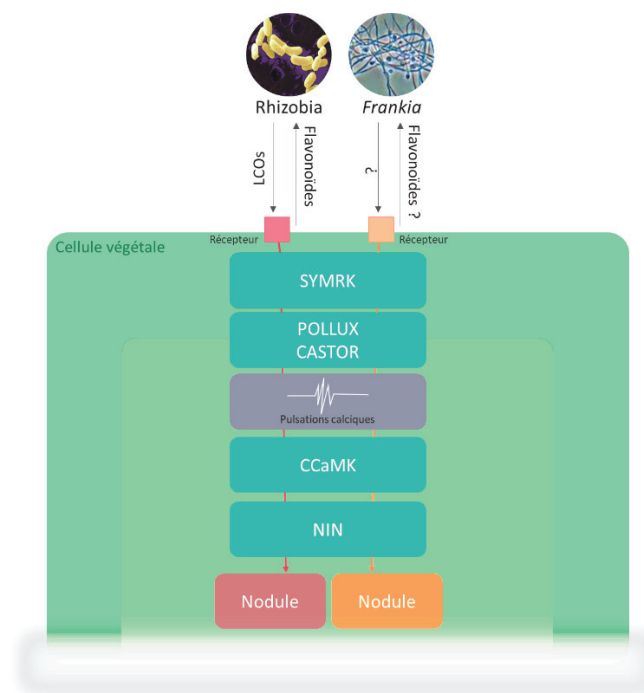 Rhizobia
Frankia
LCOs
Flavonoïdes
?
Flavonoïdes ?
Récepteur
Récepteur
Cellule végétale
SYMRK
POLLUX
CASTOR
Pulsations calciques
CCaMK
NIN
Nodule
Nodule